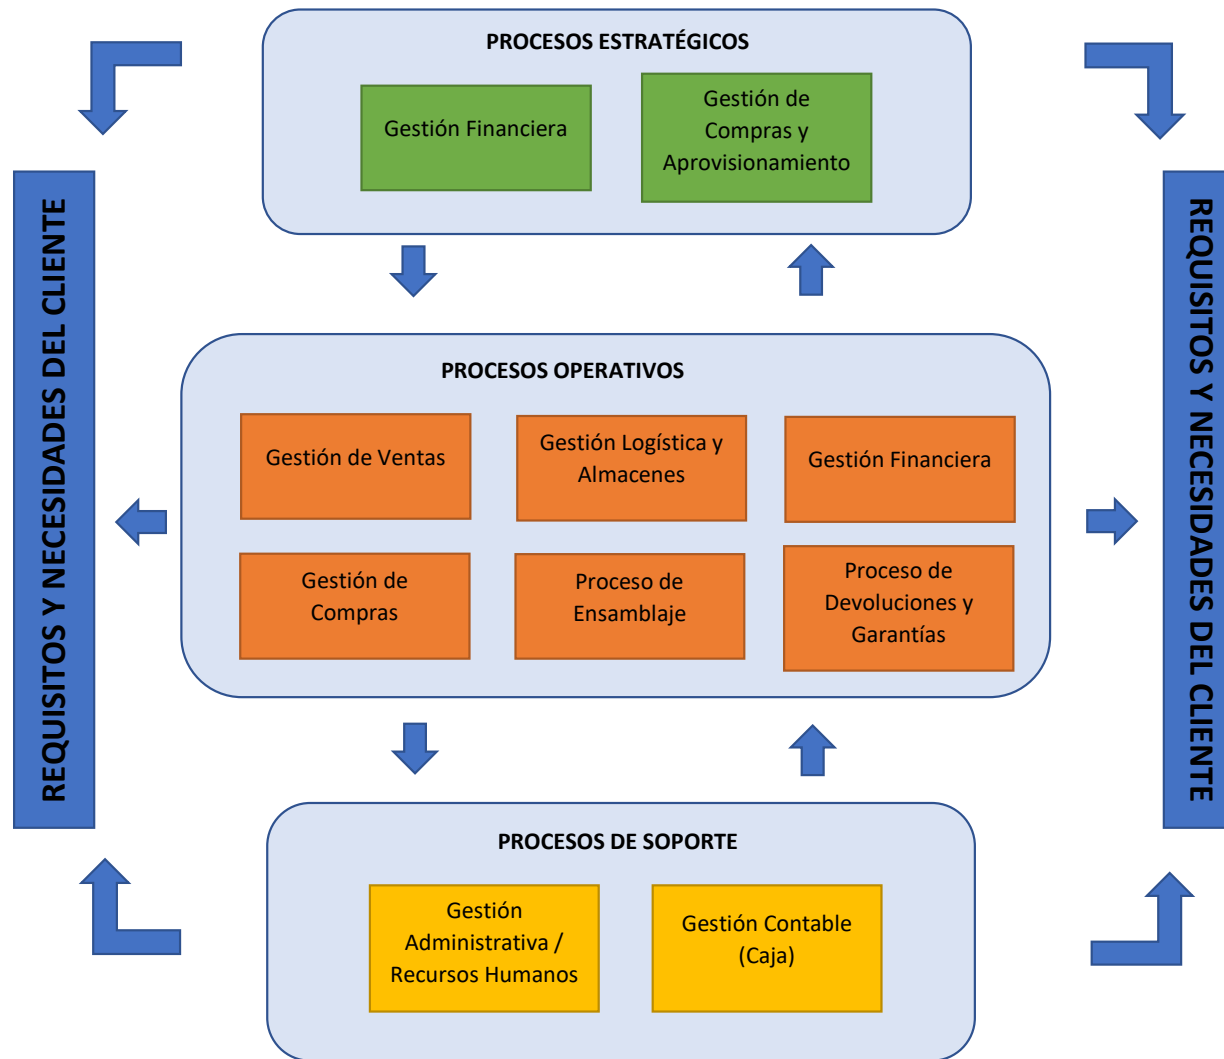 PROCESOS ESTRATÉGICOS
Gestión Financiera
Gestión de
Compras y
Aprovisionamiento
REQUISITOS Y NECESIDADES DEL CLIENTE
REQUISITOS Y NECESIDADES DEL CLIENTE
PROCESOS OPERATIVOS
Gestión de Ventas
Gestión Logística y
Almacenes
Gestión Financiera
Gestión de
Compras
Proceso de
Ensamblaje
Proceso de
Devoluciones y
Garantías
PROCESOS DE SOPORTE
Gestión
Administrativa /
Recursos Humanos
Gestión Contable
(Caja)